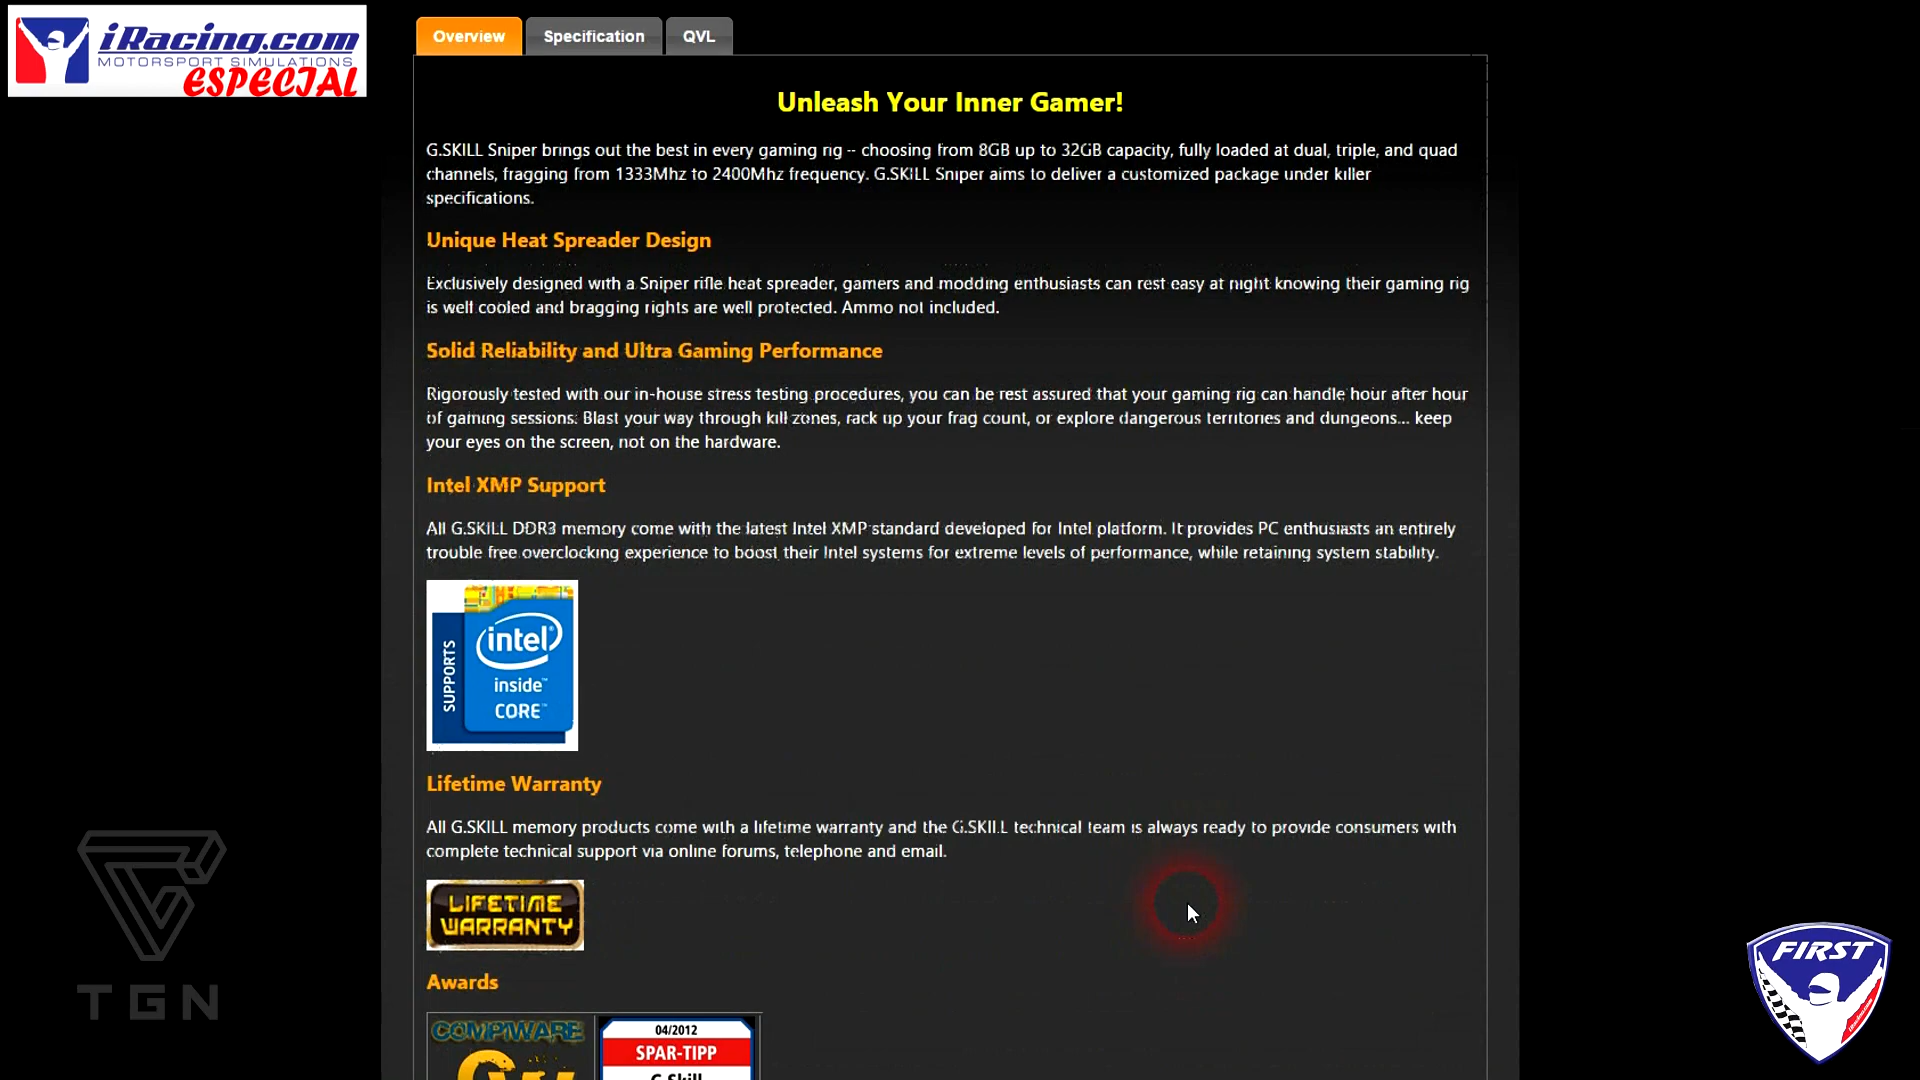 iRacing.com
MOTORSPORT SIMULATIONS
ESPECIAL
Overview
Specification
QVL
Unleash Your Inner Gamer!
G.SKILL Sniper brings out the best in every gaming rig -- choosing from 8GB up to 32GB capacity, fully loaded at dual, triple, and quad
channels, fragging from 1333Mhz to 2400Mhz frequency. G.SKILL Sniper aims to deliver a customized package under killer
specifications.
Unique Heat Spreader Design
Exclusively designed with a Sniper rifle heat spreader, gamers and modding enthusiasts can rest easy at night knowing their gaming rig
is well cooled and bragging rights are well protected. Ammo not included.
Solid Reliability and Ultra Gaming Performance
Rigorously tested with our in-house stress testing procedures, you can be rest assured that your gaming rig can handle hour after hour
of gaming sessions. Blast your way through kill zones, rack up your frag count, or explore dangerous territories and dungeons... keep
your eyes on the screen, not on the hardware.
Intel XMP Support
All G.SKILL DDR3 memory come with the latest Intel XMP standard developed for Intel platform. It provides PC enthusiasts an entirely
trouble free overclocking experience to boost their Intel systems for extreme levels of performance, while retaining system stability.
SUPPORTS
intel®
inside™
CORE™
Lifetime Warranty
All G.SKILL memory products come with a lifetime warranty and the G.SKILL technical team is always ready to provide consumers with
complete technical support via online forums, telephone and email.
LIFETIME
WARRANTY
Awards
COMPIWARE
04/2012
SPAR-TIPP
G.Skill
TGN
FIRST